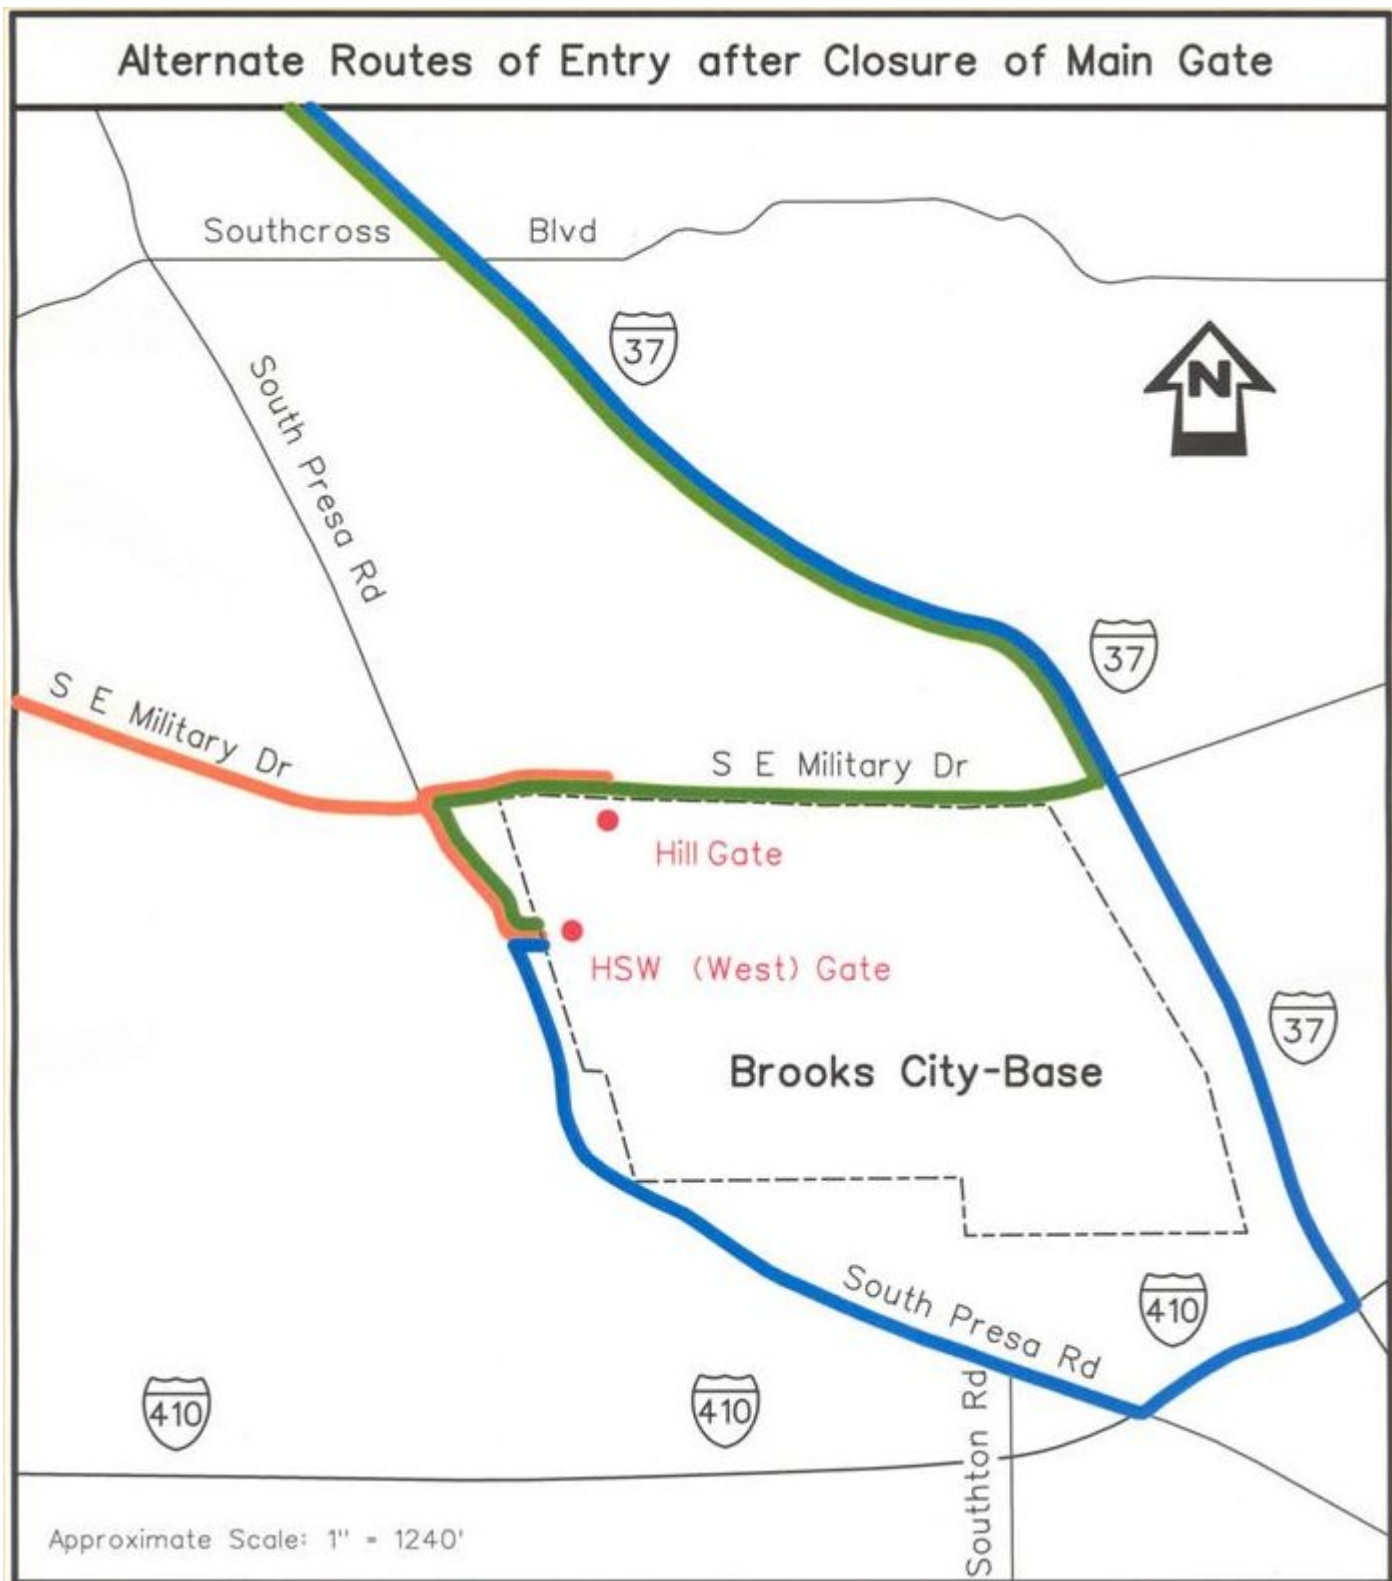 Alternate Routes of Entry after Closure of Main Gate
Southcross Blvd
37
South Presa Rd
37
S E Military Dr
S E Military Dr
Hill Gate
HSW (West) Gate
37
Brooks City-Base
South Presa Rd
410
410
410
Southton Rd
Approximate Scale: 1" = 1240'
N